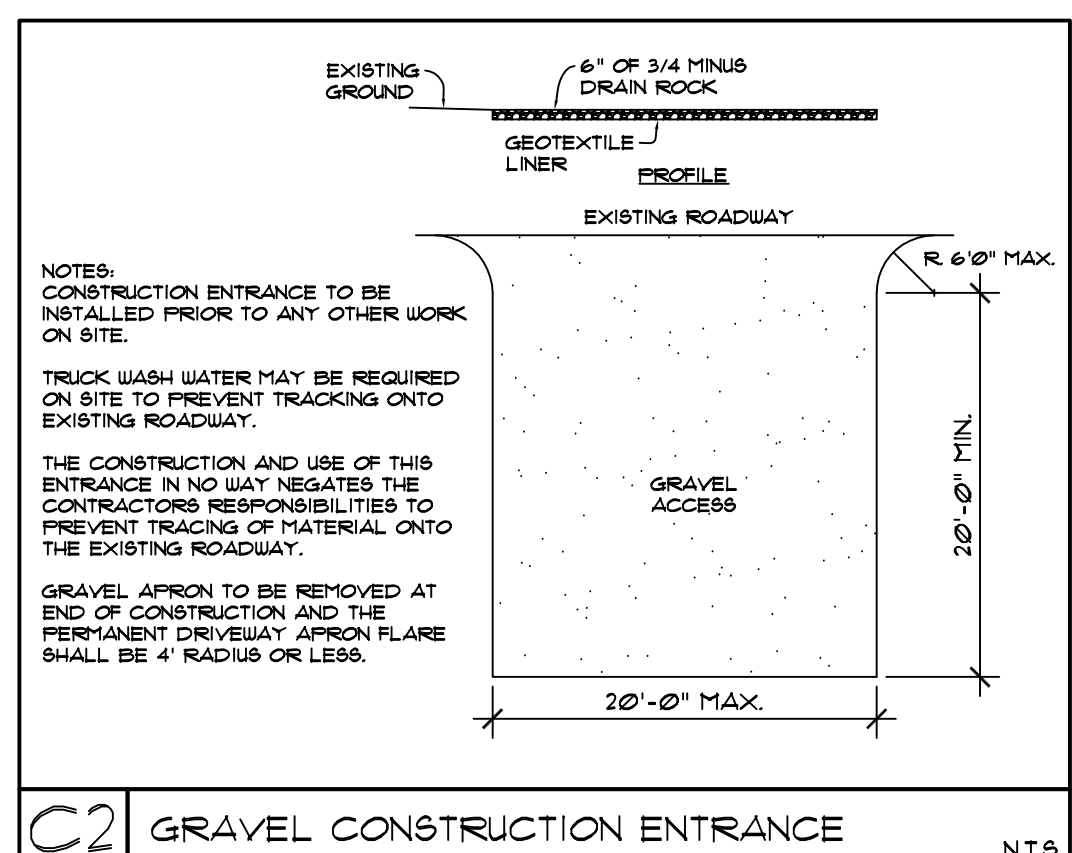 EXISTING
GROUND
6" OF 3/4 MINUS
DRAIN ROCK
GEOTEXTILE
LINER
PROFILE
EXISTING ROADWAY
R. 6'0" MAX.
NOTES:
CONSTRUCTION ENTRANCE TO BE
INSTALLED PRIOR TO ANY OTHER WORK
ON SITE.
TRUCK WASH WATER MAY BE REQUIRED
ON SITE TO PREVENT TRACKING ONTO
EXISTING ROADWAY.
THE CONSTRUCTION AND USE OF THIS
ENTRANCE IN NO WAY NEGATES THE
CONTRACTORS RESPONSIBILITIES TO
PREVENT TRACING OF MATERIAL ONTO
THE EXISTING ROADWAY.
GRAVEL APRON TO BE REMOVED AT
END OF CONSTRUCTION AND THE
PERMANENT DRIVEWAY APRON FLARE
SHALL BE 4' RADIUS OR LESS.
GRAVEL
ACCESS
20'-0" MIN.
20'-0" MAX.
C2
GRAVEL CONSTRUCTION ENTRANCE
N.T.S.